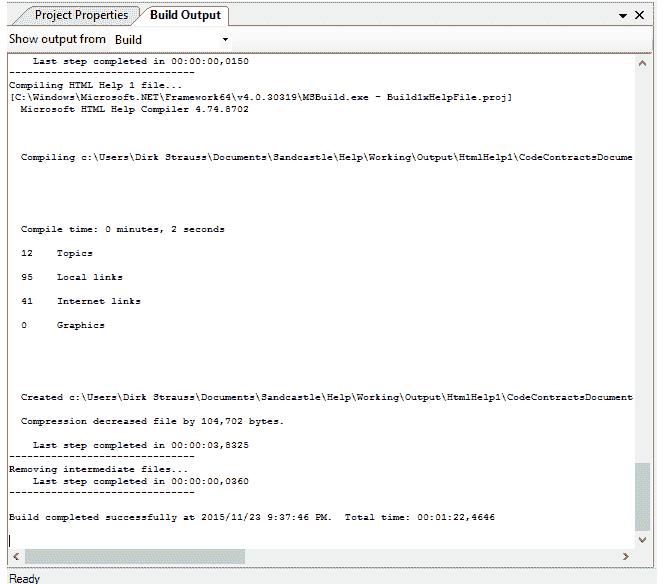 Project Properties Build Output
Show output from Build
Last step completed in 00:00:00,0150
-------------------------------
Compiling HTML Help 1 file...
[C:\Windows\Microsoft.NET\Framework64\v4.0.30319\MSBuild.exe - Build1xHelpFile.proj]
Microsoft HTML Help Compiler 4.74.8702
Compiling c:\Users\Dirk Strauss\Documents\Sandcastle\Help\Working\Output\HtmlHelp1\CodeContractsDocume
Compile time: 0 minutes, 2 seconds
12 Topics
95 Local links
41 Internet links
0 Graphics
Created c:\Users\Dirk Strauss\Documents\Sandcastle\Help\Working\Output\HtmlHelp1\CodeContractsDocument
Compression decreased file by 104,702 bytes.
Last step completed in 00:00:03,8325
-------------------------------
Removing intermediate files...
Last step completed in 00:00:00,0360
-------------------------------
Build completed successfully at 2015/11/23 9:37:46 PM. Total time: 00:01:22,4646
Ready